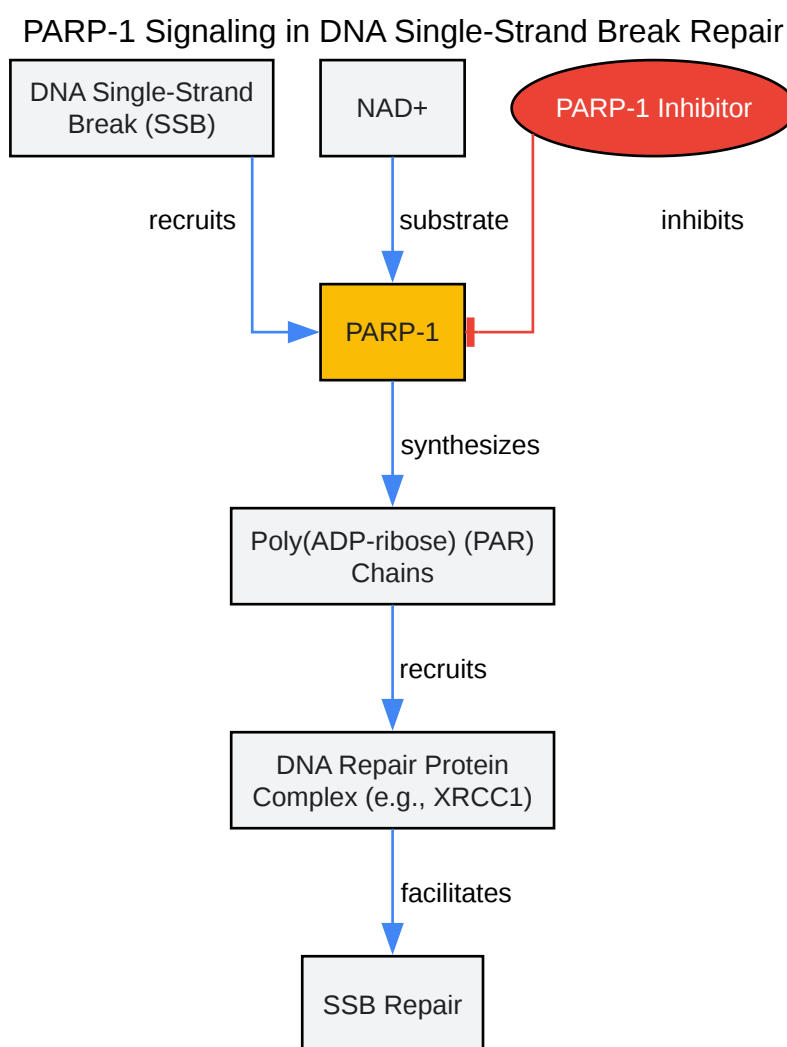 PARP-1 Signaling in DNA Single-Strand Break Repair
DNA Single-Strand
Break (SSB)
NAD+
PARP-1 Inhibitor
recruits
substrate
inhibits
PARP-1
synthesizes
Poly(ADP-ribose) (PAR)
Chains
recruits
DNA Repair Protein
Complex (e.g., XRCC1)
facilitates
SSB Repair